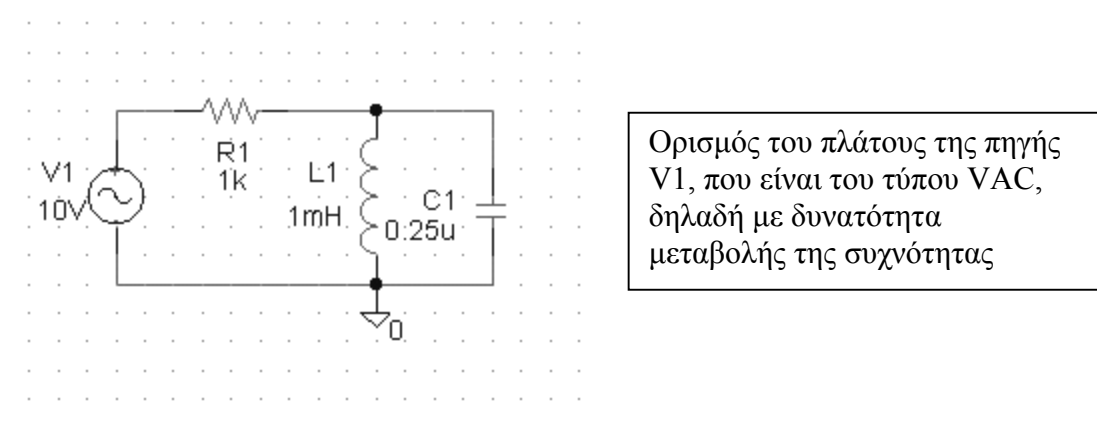 R1
1k
V1
10V
L1
1mH
C1
0.25u
0
Ορισμός του πλάτους της πηγής
V1, που είναι του τύπου VAC,
δηλαδή με δυνατότητα
μεταβολής της συχνότητας